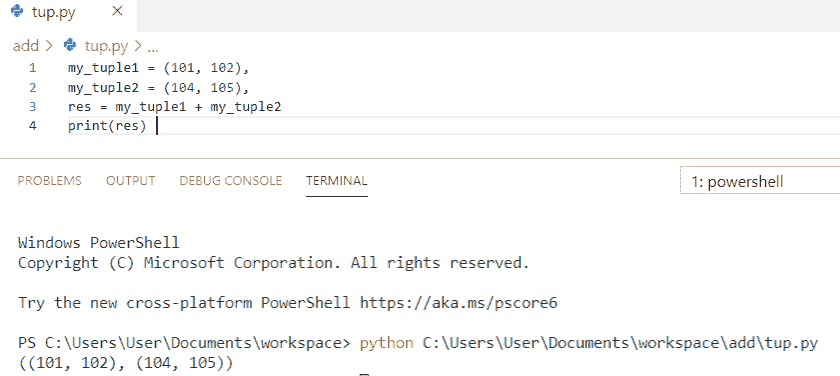 tup.py
add > tup.py > ...
1 my_tuple1 = (101, 102),
2 my_tuple2 = (104, 105),
3 res = my_tuple1 + my_tuple2
4 print(res)
PROBLEMS OUTPUT DEBUG CONSOLE TERMINAL 1: powershell
Windows PowerShell
Copyright (C) Microsoft Corporation. All rights reserved.
Try the new cross-platform PowerShell https://aka.ms/pscore6
PS C:\Users\User\Documents\workspace> python C:\Users\User\Documents\workspace\add\tup.py
((101, 102), (104, 105))